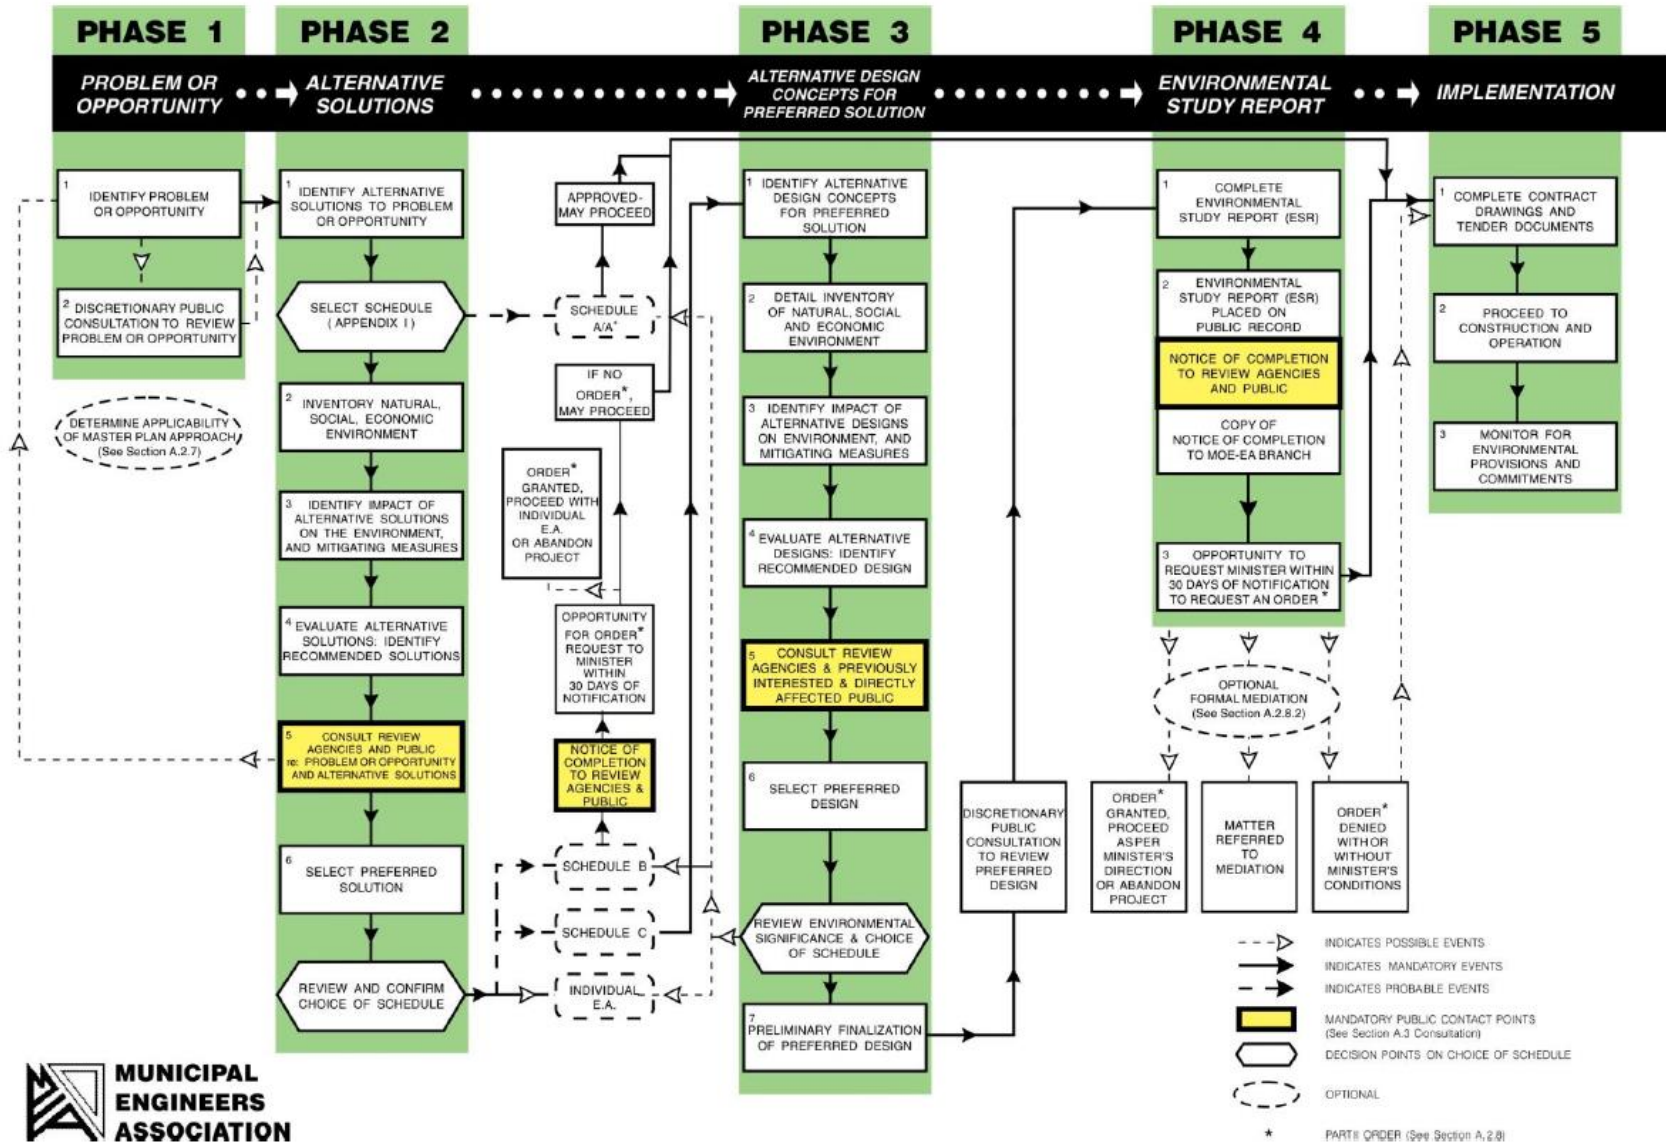 PHASE 1
PHASE 2
PHASE 3
PHASE 4
PHASE 5
PROBLEM OR
OPPORTUNITY
ALTERNATIVE
SOLUTIONS
ALTERNATIVE DESIGN
CONCEPTS FOR
PREFERRED SOLUTION
ENVIRONMENTAL
STUDY REPORT
IMPLEMENTATION
1
IDENTIFY PROBLEM
OR OPPORTUNITY
2
DISCRETIONARY PUBLIC
CONSULTATION TO REVIEW
PROBLEM OR OPPORTUNITY
DETERMINE APPLICABILITY
OF MASTER PLAN APPROACH
(See Section A.2.7)
1
IDENTIFY ALTERNATIVE
SOLUTIONS TO PROBLEM
OR OPPORTUNITY
SELECT SCHEDULE
( APPENDIX I )
2
INVENTORY NATURAL,
SOCIAL, ECONOMIC
ENVIRONMENT
3
IDENTIFY IMPACT OF
ALTERNATIVE SOLUTIONS
ON THE ENVIRONMENT,
AND MITIGATING MEASURES
4
EVALUATE ALTERNATIVE
SOLUTIONS: IDENTIFY
RECOMMENDED SOLUTIONS
5
CONSULT REVIEW
AGENCIES AND PUBLIC
re: PROBLEM OR OPPORTUNITY
AND ALTERNATIVE SOLUTIONS
6
SELECT PREFERRED
SOLUTION
REVIEW AND CONFIRM
CHOICE OF SCHEDULE
APPROVED-
MAY PROCEED
SCHEDULE
A/A+
IF NO
ORDER*,
MAY PROCEED
ORDER*
GRANTED,
PROCEED WITH
INDIVIDUAL
E.A.
OR ABANDON
PROJECT
OPPORTUNITY
FOR ORDER*
REQUEST TO
MINISTER
WITHIN
30 DAYS OF
NOTIFICATION
NOTICE OF
COMPLETION
TO REVIEW
AGENCIES &
PUBLIC
SCHEDULE B
SCHEDULE C
INDIVIDUAL
E.A.
1
IDENTIFY ALTERNATIVE
DESIGN CONCEPTS
FOR PREFERRED
SOLUTION
2
DETAIL INVENTORY
OF NATURAL, SOCIAL
AND ECONOMIC
ENVIRONMENT
3
IDENTIFY IMPACT OF
ALTERNATIVE DESIGNS
ON ENVIRONMENT, AND
MITIGATING MEASURES
4
EVALUATE ALTERNATIVE
DESIGNS: IDENTIFY
RECOMMENDED DESIGN
5
CONSULT REVIEW
AGENCIES & PREVIOUSLY
INTERESTED & DIRECTLY
AFFECTED PUBLIC
6
SELECT PREFERRED
DESIGN
REVIEW ENVIRONMENTAL
SIGNIFICANCE & CHOICE
OF SCHEDULE
7
PRELIMINARY FINALIZATION
OF PREFERRED DESIGN
DISCRETIONARY
PUBLIC
CONSULTATION
TO REVIEW
PREFERRED
DESIGN
1
COMPLETE
ENVIRONMENTAL
STUDY REPORT (ESR)
2
ENVIRONMENTAL
STUDY REPORT (ESR)
PLACED ON
PUBLIC RECORD
NOTICE OF COMPLETION
TO REVIEW AGENCIES
AND PUBLIC
COPY OF
NOTICE OF COMPLETION
TO MOE-EA BRANCH
3
OPPORTUNITY TO
REQUEST MINISTER WITHIN
30 DAYS OF NOTIFICATION
TO REQUEST AN ORDER*
OPTIONAL
FORMAL MEDIATION
(See Section A.2.8.2)
ORDER*
GRANTED,
PROCEED
ASPER
MINISTER'S
DIRECTION
OR ABANDON
PROJECT
MATTER
REFERRED
TO
MEDIATION
ORDER*
DENIED
WITH OR
WITHOUT
MINISTER'S
CONDITIONS
1
COMPLETE CONTRACT
DRAWINGS AND
TENDER DOCUMENTS
2
PROCEED TO
CONSTRUCTION AND
OPERATION
3
MONITOR FOR
ENVIRONMENTAL
PROVISIONS AND
COMMITMENTS
INDICATES POSSIBLE EVENTS
INDICATES MANDATORY EVENTS
INDICATES PROBABLE EVENTS
MANDATORY PUBLIC CONTACT POINTS
(See Section A.3 Consultation)
DECISION POINTS ON CHOICE OF SCHEDULE
OPTIONAL
* PART II ORDER (See Section A.2.8)
MUNICIPAL
ENGINEERS
ASSOCIATION